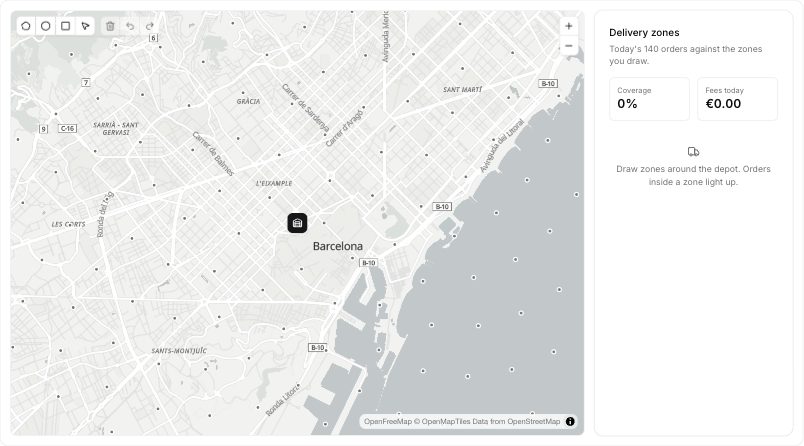 Avinguda Meridiana
6
7
B-10
SANT MARTÍ
GRÀCIA
Carrer de Sardenya
Carrer d'Aragó
9
C-16
SARRIÀ - SANT
GERVASI
Carrer de Balmes
Avinguda del Litoral
L'EIXAMPLE
LES CORTS
B-10
Barcelona
B-10
B-10
SANTS-MONTJUÏC
Ronda Litoral
OpenFreeMap © OpenMapTiles Data from OpenStreetMap
Delivery zones
Today's 140 orders against the zones
you draw.
Coverage
0%
Fees today
€0.00
Draw zones around the depot. Orders
inside a zone light up.